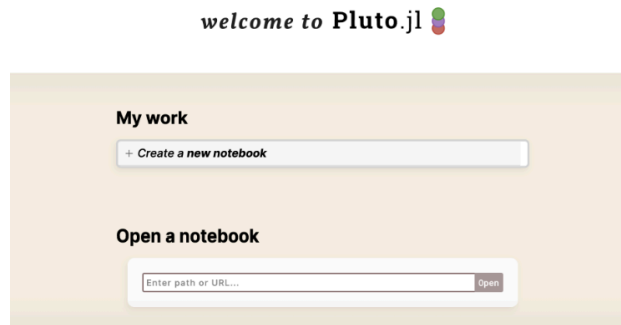 welcome to Pluto.jl
My work
+ Create a new notebook
Open a notebook
Enter path or URL... Open